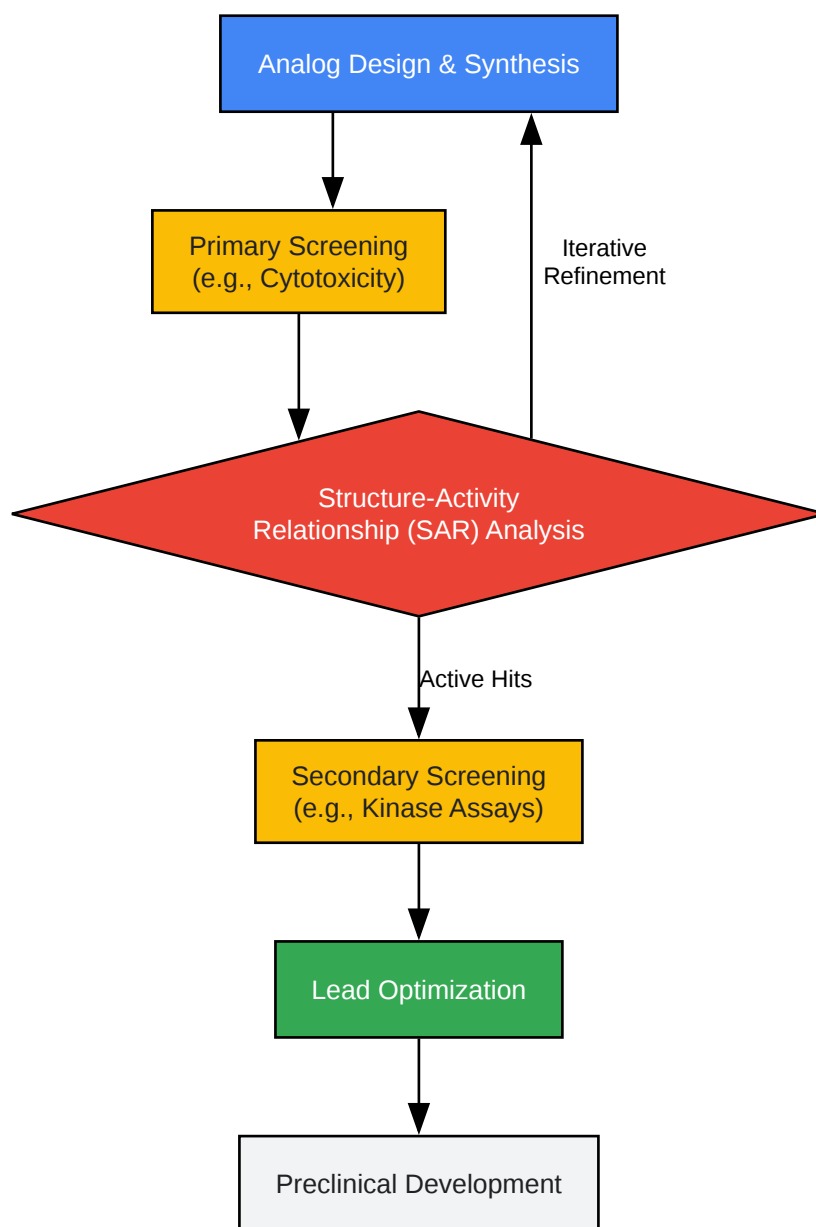 Analog Design & Synthesis
Primary Screening
(e.g., Cytotoxicity)
Iterative
Refinement
Structure-Activity
Relationship (SAR) Analysis
Active Hits
Secondary Screening
(e.g., Kinase Assays)
Lead Optimization
Preclinical Development